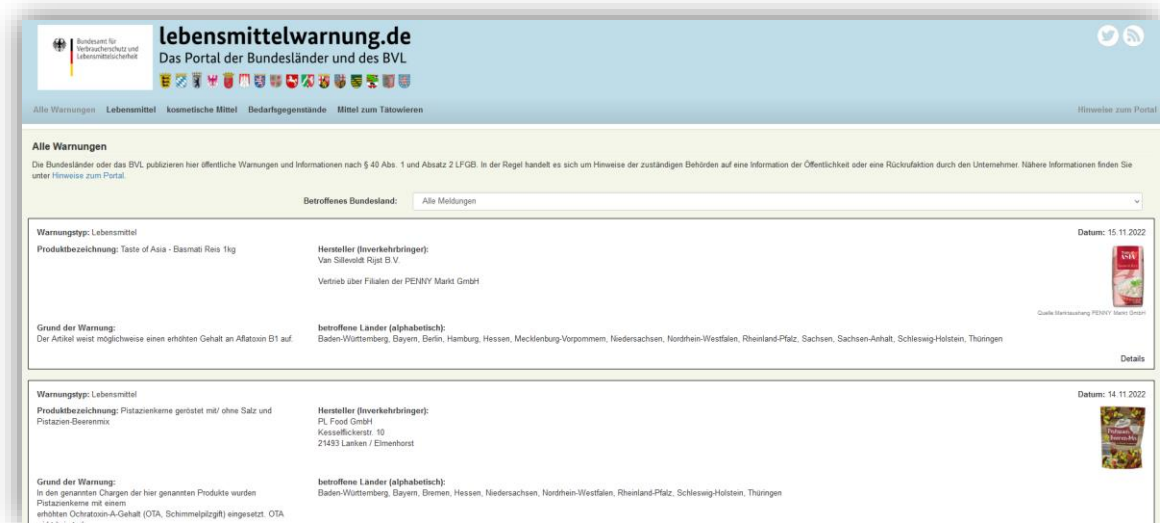 Bundesamt für
Verbraucherschutz und
Lebensmittelsicherheit
lebensmittelwarnung.de
Das Portal der Bundesländer und des BVL
Alle Warnungen Lebensmittel kosmetische Mittel Bedarfsgegenstände Mittel zum Tätowieren Hinweise zum Portal
Alle Warnungen
Die Bundesländer oder das BVL publizieren hier öffentliche Warnungen und Informationen nach § 40 Abs. 1 und Absatz 2 LFGB. In der Regel handelt es sich um Hinweise der zuständigen Behörden auf eine Information der Öffentlichkeit oder eine Rückrufaktion durch den Unternehmer. Nähere Informationen finden Sie
unter Hinweise zum Portal.
Betroffenes Bundesland: Alle Meldungen
Warnungstyp: Lebensmittel Datum: 15.11.2022
Produktbezeichnung: Taste of Asia - Basmati Reis 1kg
Hersteller (Inverkehrbringer):
Van Sillevoldt Rijst B.V.
Vertrieb über Filialen der PENNY Markt GmbH
ASIA
Quelle Marktaushang PENNY Markt GmbH
Grund der Warnung:
Der Artikel weist möglichweise einen erhöhten Gehalt an Aflatoxin B1 auf.
betroffene Länder (alphabetisch):
Baden-Württemberg, Bayern, Berlin, Hamburg, Hessen, Mecklenburg-Vorpommern, Niedersachsen, Nordrhein-Westfalen, Rheinland-Pfalz, Sachsen, Sachsen-Anhalt, Schleswig-Holstein, Thüringen
Details
Warnungstyp: Lebensmittel Datum: 14.11.2022
Produktbezeichnung: Pistazienkerne geröstet mit/ ohne Salz und
Pistazien-Beerenmix
Hersteller (Inverkehrbringer):
PL Food GmbH
Kesselflickerstr. 10
21493 Lanken / Elmenhorst
Grund der Warnung:
In den genannten Chargen der hier genannten Produkte wurden
Pistazienkerne mit einem
erhöhten Ochratoxin-A-Gehalt (OTA, Schimmelpilzgift) eingesetzt. OTA
betroffene Länder (alphabetisch):
Baden-Württemberg, Bayern, Bremen, Hessen, Niedersachsen, Nordrhein-Westfalen, Rheinland-Pfalz, Schleswig-Holstein, Thüringen